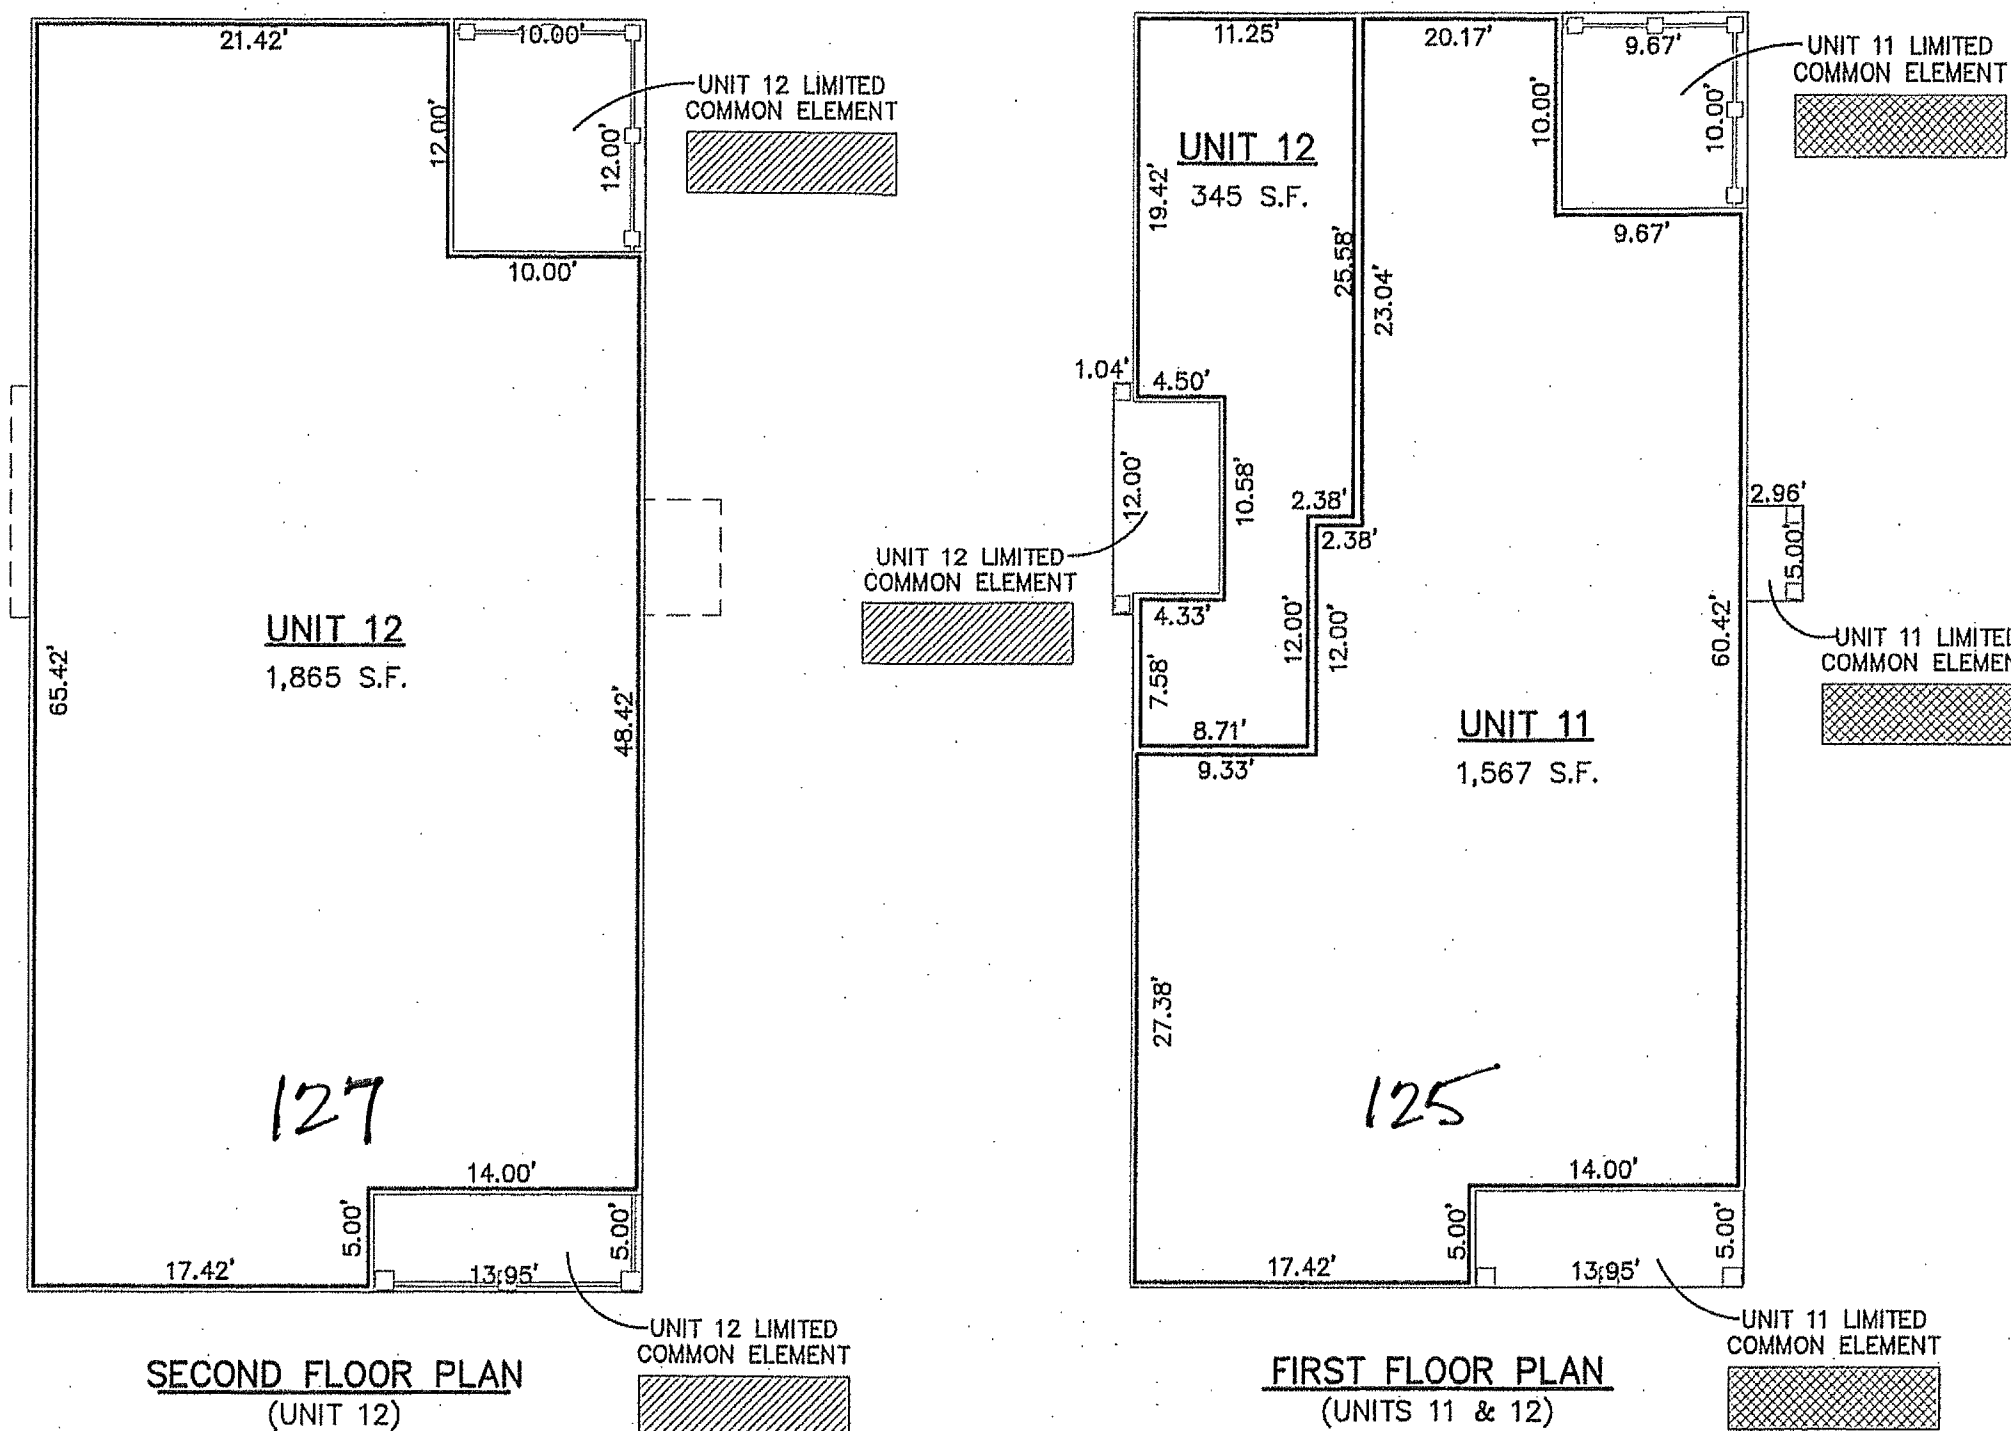 21.42'
10.00'
12.00'
12.00'
10.00'
UNIT 12 LIMITED
COMMON ELEMENT
UNIT 12
1,865 S.F.
65.42'
48.42'
127
14.00'
5.00'
5.00'
17.42'
13.95'
UNIT 12 LIMITED
COMMON ELEMENT
SECOND FLOOR PLAN
(UNIT 12)
11.25'
20.17'
9.67'
UNIT 11 LIMITED
COMMON ELEMENT
10.00'
10.00'
9.67'
UNIT 12
345 S.F.
19.42'
25.58'
23.04'
1.04'
4.50'
12.00'
10.58'
2.38'
2.38'
UNIT 12 LIMITED
COMMON ELEMENT
4.33'
12.00'
12.00'
7.58'
8.71'
9.33'
2.96'
5.00'
60.42'
UNIT 11 LIMITED
COMMON ELEMEN
UNIT 11
1,567 S.F.
27.38'
125
14.00'
5.00'
5.00'
17.42'
13.95'
UNIT 11 LIMITED
COMMON ELEMENT
FIRST FLOOR PLAN
(UNITS 11 & 12)